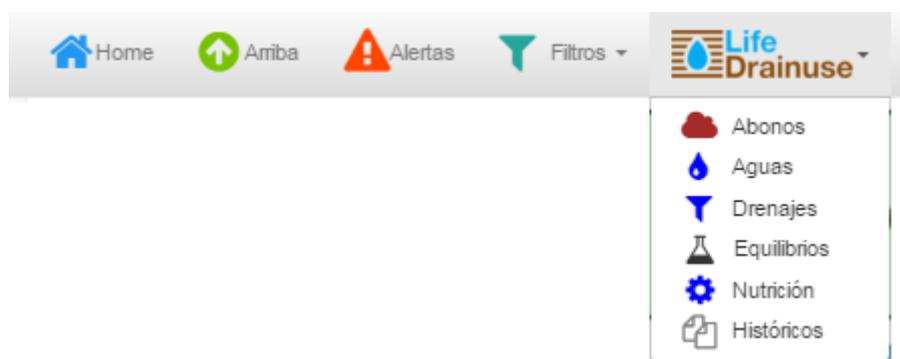 Home Arriba Alertas Filtros Life Drainuse
Abonos
Aguas
Drenajes
Equilibrios
Nutrición
Históricos